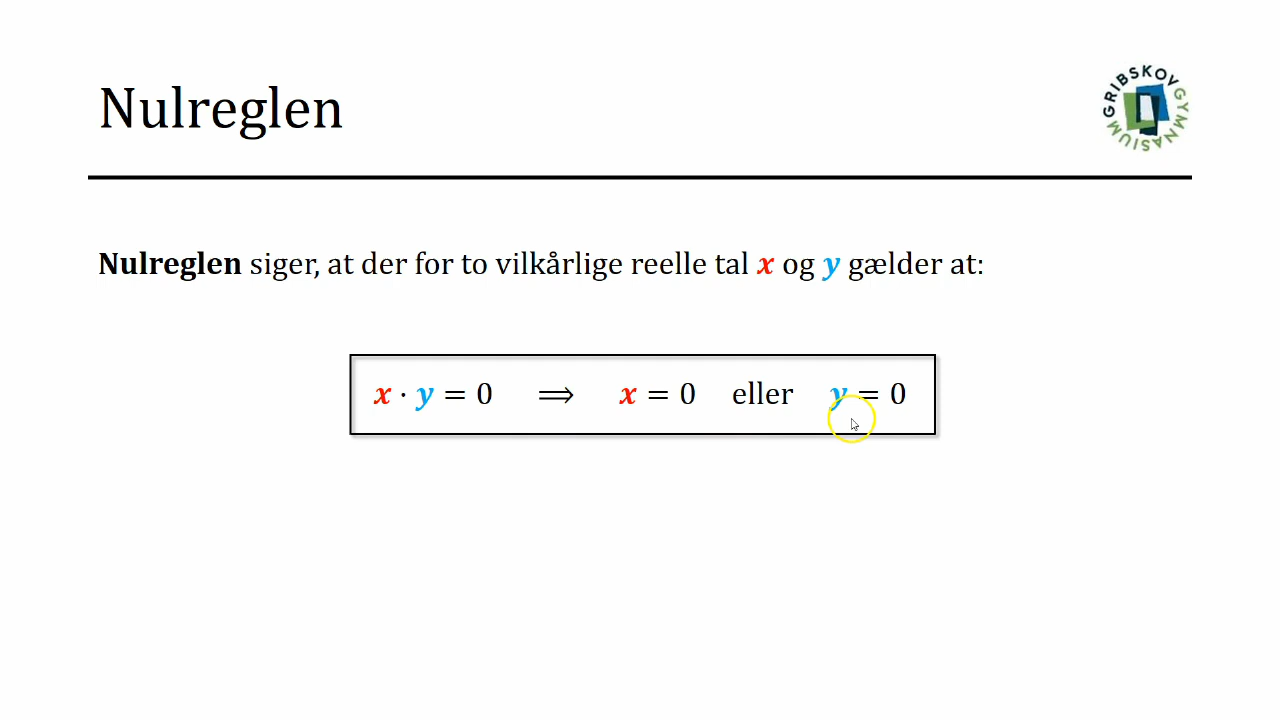 Nulreglen
GRIBSKOV GYMNASIUM
Nulreglen siger, at der for to vilkårlige reelle tal x og y gælder at:
x · y = 0 ⟹ x = 0 eller y = 0